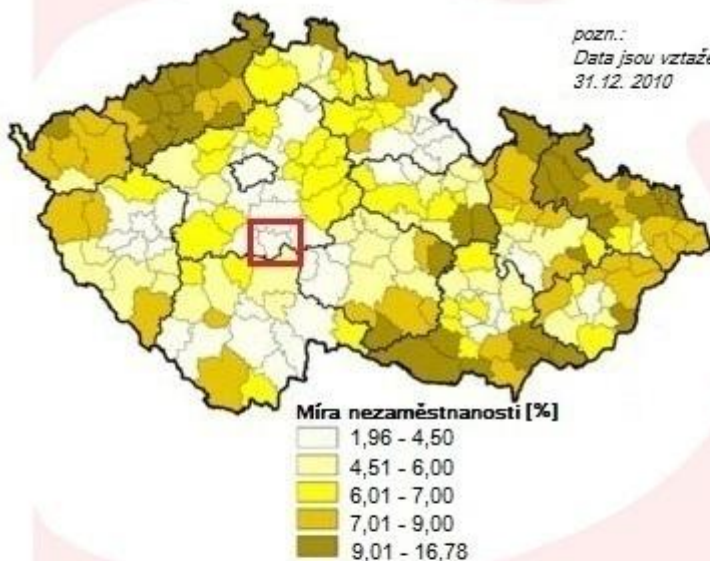 pozn.:
Data jsou vztaže
31.12. 2010
Míra nezaměstnanosti [%]
1,96 - 4,50
4,51 - 6,00
6,01 - 7,00
7,01 - 9,00
9,01 - 16,78